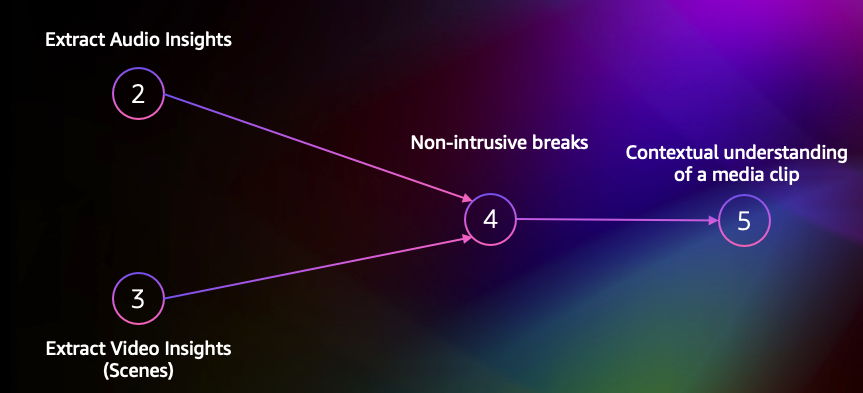 Extract Audio Insights
2
Non-intrusive breaks
Contextual understanding
of a media clip
4
5
3
Extract Video Insights
(Scenes)